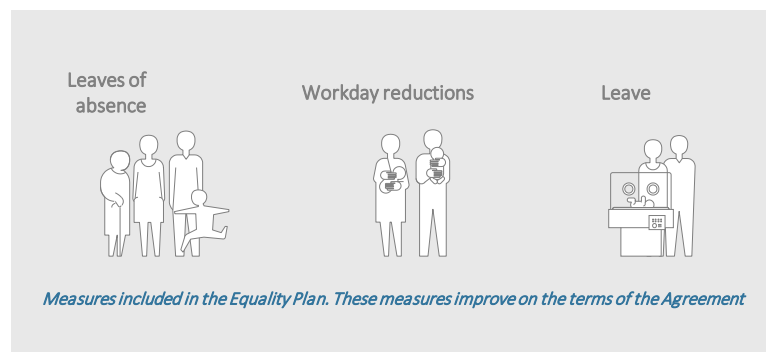 Leaves of
absence
Workday reductions
Leave
Measures included in the Equality Plan. These measures improve on the terms of the Agreement